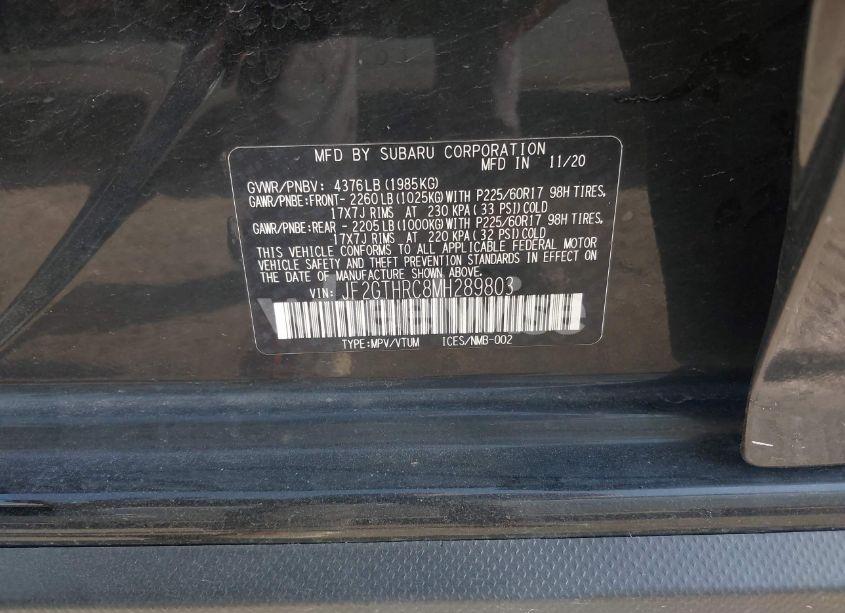 MFD BY SUBARU CORPORATION
MFD IN 11/20
GVWR/PNBV: 4376LB(1985KG)
GAWR/PNBE:FRONT- 2260LB(1025KG)WITH P225/60R17 98H TIRES,
17X7J RIMS AT 230 KPA(33 PSI)COLD
GAWR/PNBE:REAR - 2205LB(1000KG)WITH P225/60R17 98H TIRES,
17X7J RIMS AT 220 KPA(32 PSI)COLD
THIS VEHICLE CONFORMS TO ALL APPLICABLE FEDERAL MOTOR
VEHICLE SAFETY AND THEFT PREVENTION STANDARDS IN EFFECT ON
THE DATE OF MANUFACTURE SHOWN ABOVE.
VIN: JF2GTHRC8MH289803
TYPE:MPV/VTUM ICES/NMB-002